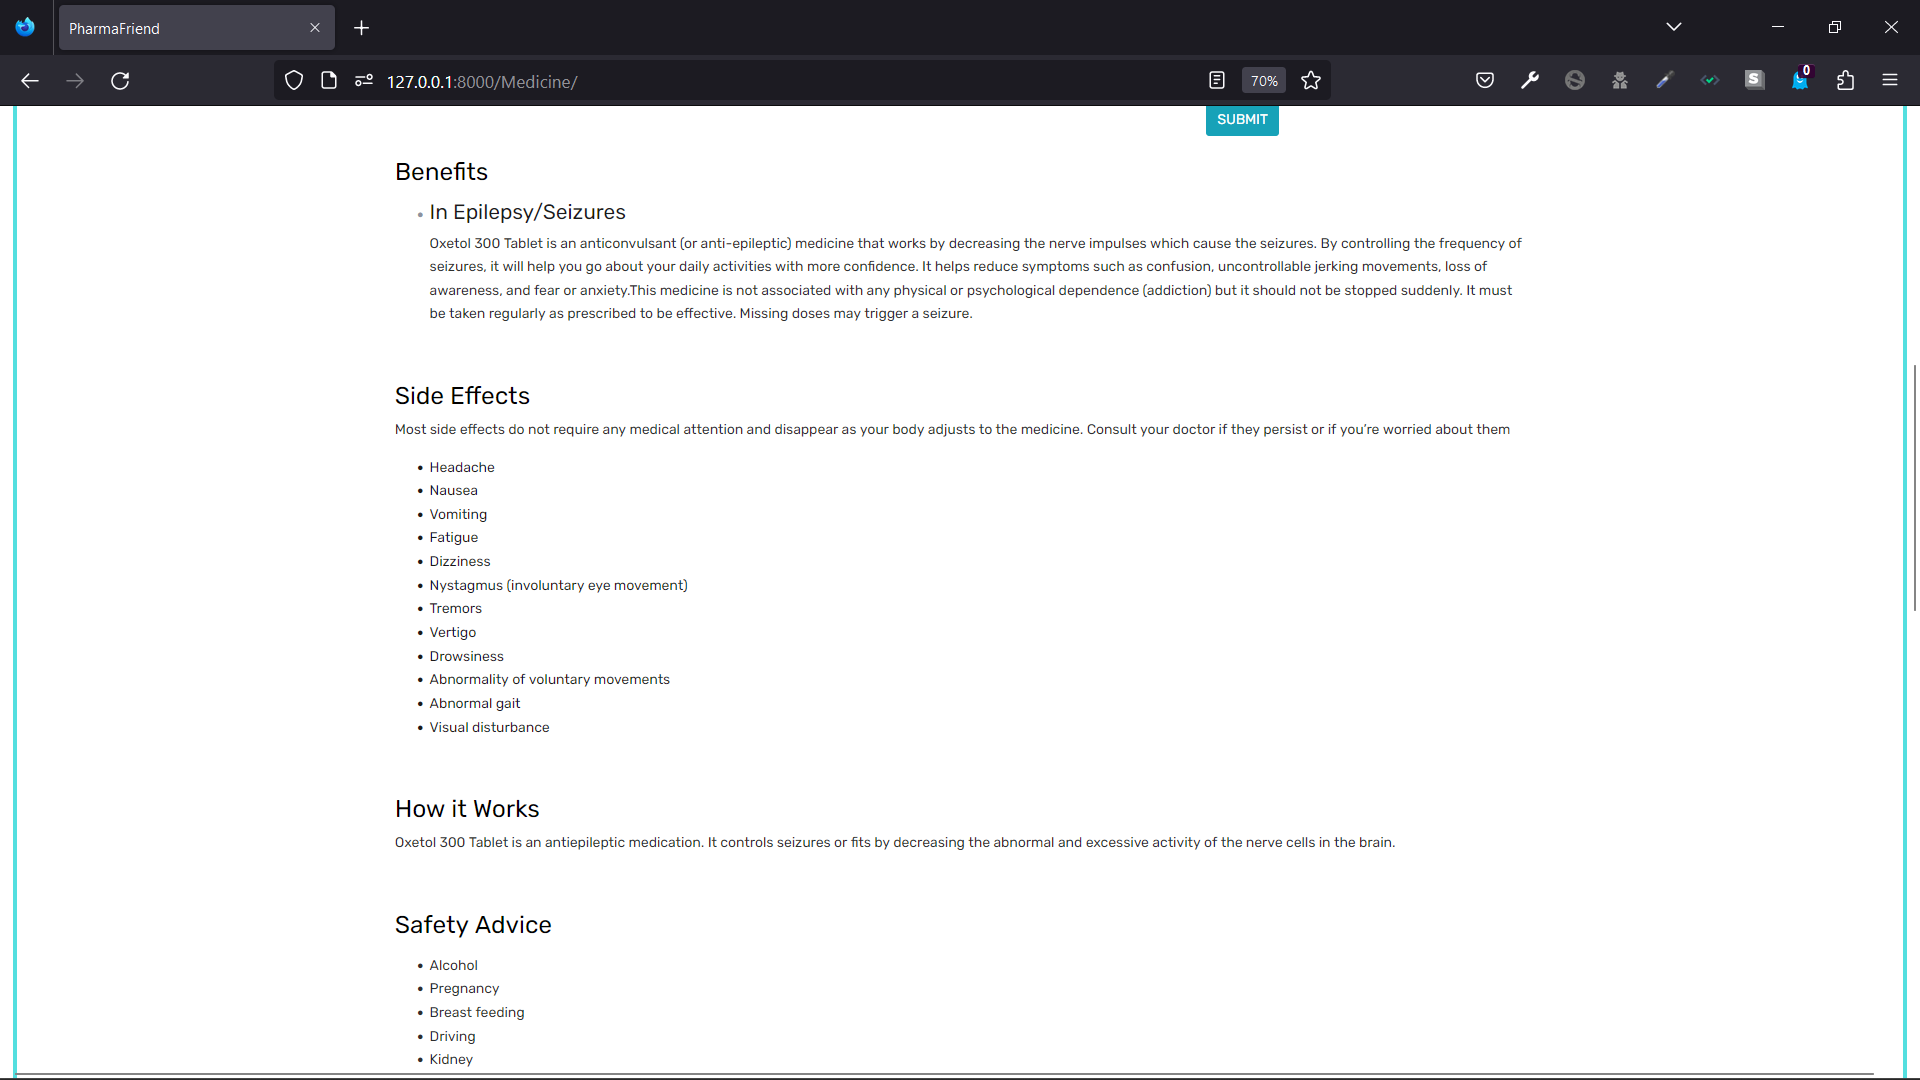 PharmaFriend
127.0.0.1:8000/Medicine/
70%
S
0
SUBMIT
Benefits
• In Epilepsy/Seizures
Oxetol 300 Tablet is an anticonvulsant (or anti-epileptic) medicine that works by decreasing the nerve impulses which cause the seizures. By controlling the frequency of
seizures, it will help you go about your daily activities with more confidence. It helps reduce symptoms such as confusion, uncontrollable jerking movements, loss of
awareness, and fear or anxiety.This medicine is not associated with any physical or psychological dependence (addiction) but it should not be stopped suddenly. It must
be taken regularly as prescribed to be effective. Missing doses may trigger a seizure.
Side Effects
Most side effects do not require any medical attention and disappear as your body adjusts to the medicine. Consult your doctor if they persist or if you’re worried about them
• Headache
• Nausea
• Vomiting
• Fatigue
• Dizziness
• Nystagmus (involuntary eye movement)
• Tremors
• Vertigo
• Drowsiness
• Abnormality of voluntary movements
• Abnormal gait
• Visual disturbance
How it Works
Oxetol 300 Tablet is an antiepileptic medication. It controls seizures or fits by decreasing the abnormal and excessive activity of the nerve cells in the brain.
Safety Advice
• Alcohol
• Pregnancy
• Breast feeding
• Driving
• Kidney